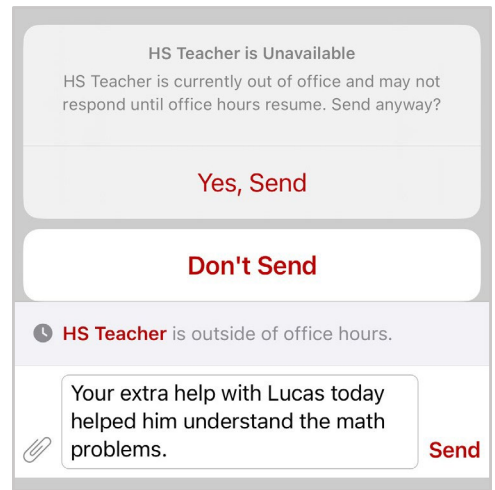 HS Teacher is Unavailable
HS Teacher is currently out of office and may not
respond until office hours resume. Send anyway?
Yes, Send
Don't Send
HS Teacher is outside of office hours.
Your extra help with Lucas today
helped him understand the math
problems.
Send